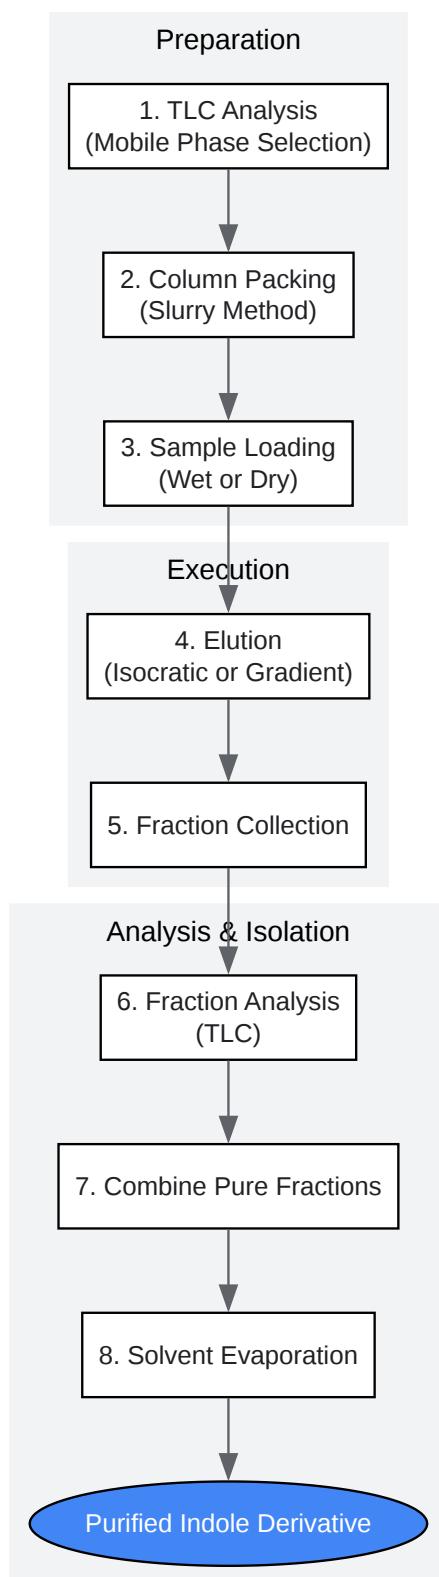 Preparation
1. TLC Analysis
(Mobile Phase Selection)
2. Column Packing
(Slurry Method)
3. Sample Loading
(Wet or Dry)
Execution
4. Elution
(Isocratic or Gradient)
5. Fraction Collection
Analysis & Isolation
6. Fraction Analysis
(TLC)
7. Combine Pure Fractions
8. Solvent Evaporation
Purified Indole Derivative